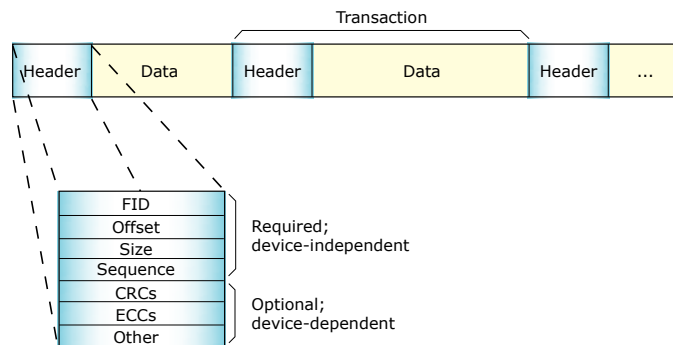 Transaction
Header
Data
Header
Data
Header
...
FID
Offset
Size
Sequence
Required;
device-independent
CRCs
ECCs
Other
Optional;
device-dependent